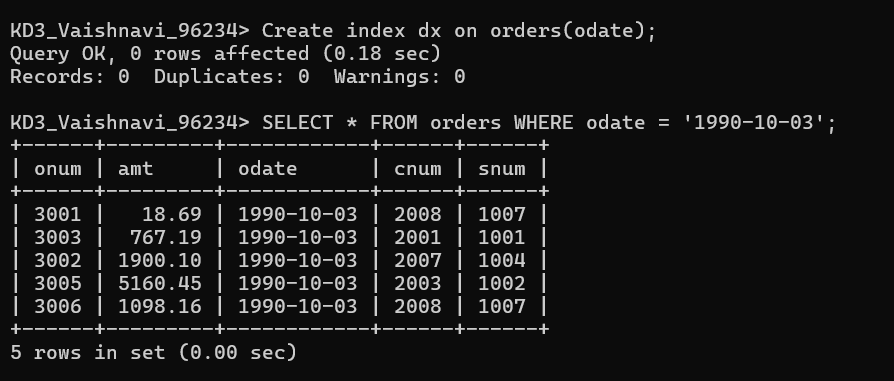 KD3_Vaishnavi_96234> Create index dx on orders(odate);
Query OK, 0 rows affected (0.18 sec)
Records: 0  Duplicates: 0  Warnings: 0

KD3_Vaishnavi_96234> SELECT * FROM orders WHERE odate = '1990-10-03';
+------+---------+------------+------+------+
| onum | amt     | odate      | cnum | snum |
+------+---------+------------+------+------+
| 3001 |   18.69 | 1990-10-03 | 2008 | 1007 |
| 3003 |  767.19 | 1990-10-03 | 2001 | 1001 |
| 3002 | 1900.10 | 1990-10-03 | 2007 | 1004 |
| 3005 | 5160.45 | 1990-10-03 | 2003 | 1002 |
| 3006 | 1098.16 | 1990-10-03 | 2008 | 1007 |
+------+---------+------------+------+------+
5 rows in set (0.00 sec)